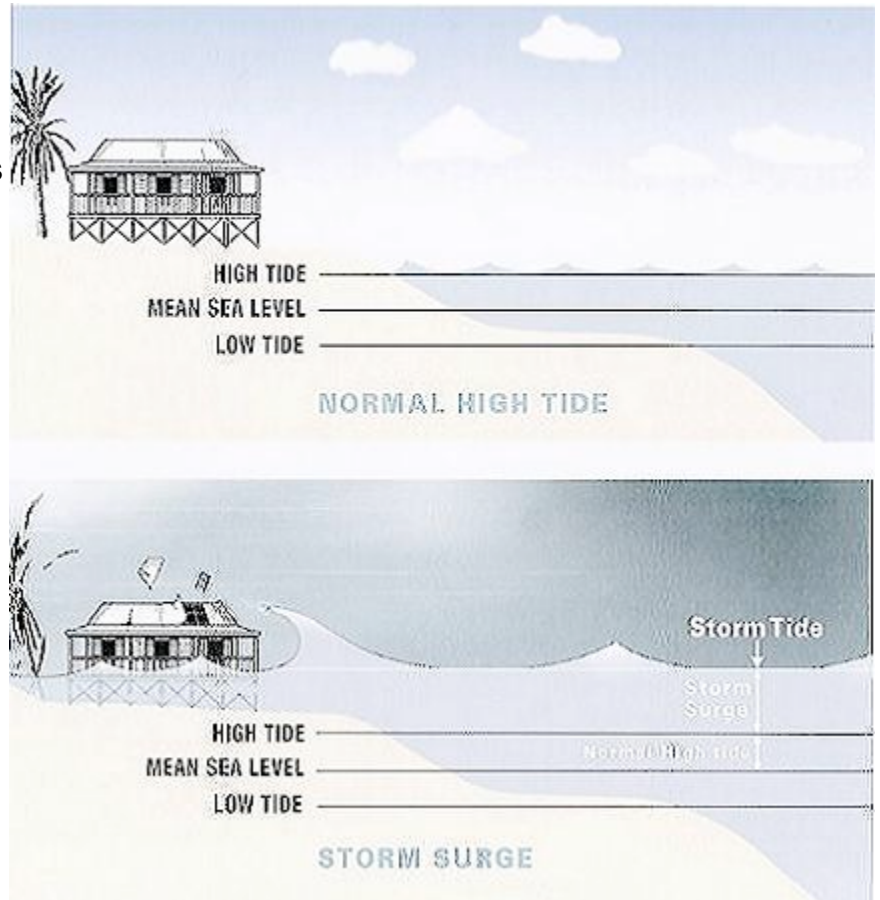 s
HIGH TIDE
MEAN SEA LEVEL
LOW TIDE
NORMAL HIGH TIDE
Storm Tide
Storm
Surge
HIGH TIDE
Normal High tide
MEAN SEA LEVEL
LOW TIDE
STORM SURGE